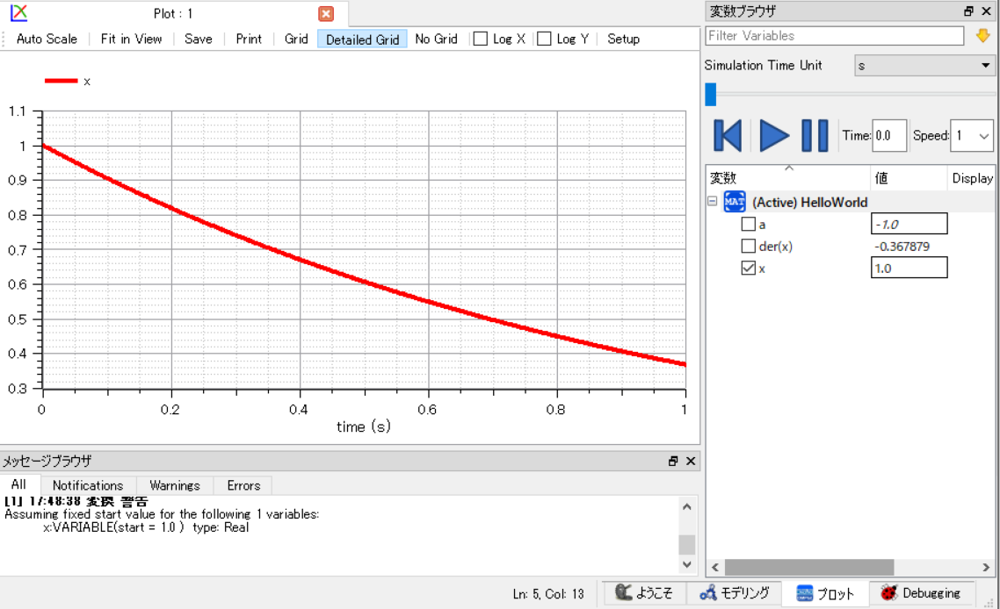 Plot : 1
Auto Scale Fit in View Save Print Grid Detailed Grid No Grid Log X Log Y Setup
x
1.1
1
0.9
0.8
0.7
0.6
0.5
0.4
0.3
0 0.2 0.4 0.6 0.8 1
time (s)
メッセージブラウザ
All Notifications Warnings Errors
[1] 17:48:38 変換 警告
Assuming fixed start value for the following 1 variables:
x:VARIABLE(start = 1.0 ) type: Real
変数ブラウザ
Filter Variables
Simulation Time Unit s
Time: 0.0 Speed: 1
変数 値 Display
MAT (Active) HelloWorld
a -1.0
der(x) -0.367879
x 1.0
Ln: 5, Col: 13 ようこそ モデリング プロット Debugging